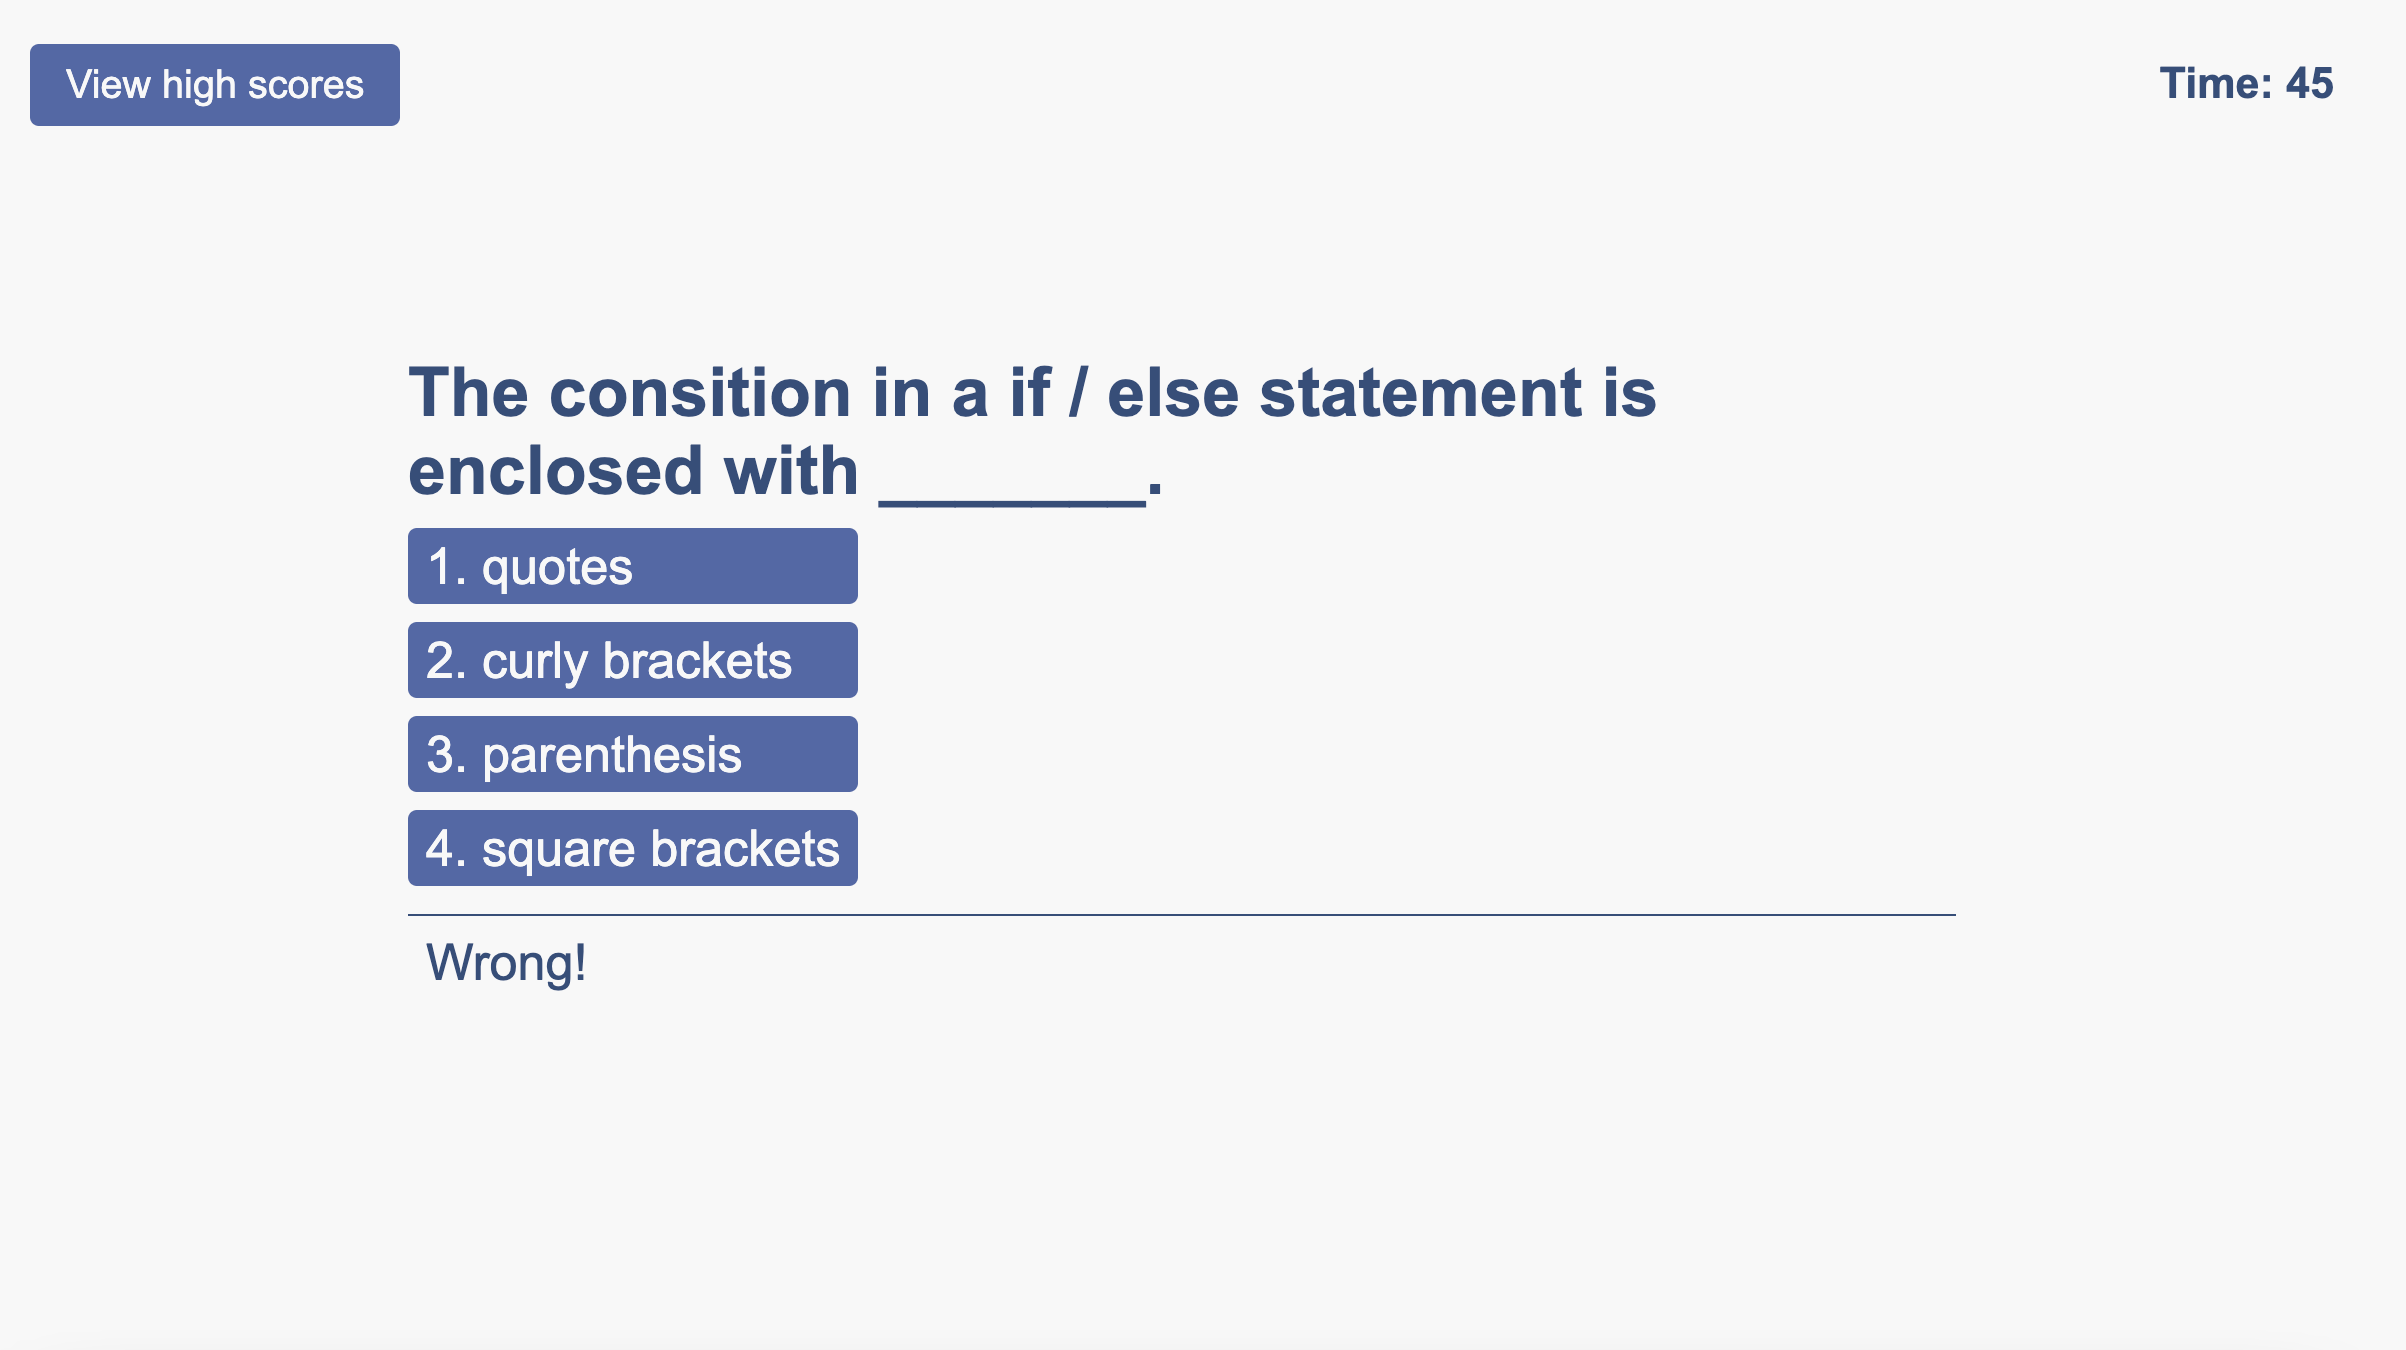 View high scores
Time: 45
The consition in a if / else statement is
enclosed with _______.
1. quotes
2. curly brackets
3. parenthesis
4. square brackets
Wrong!